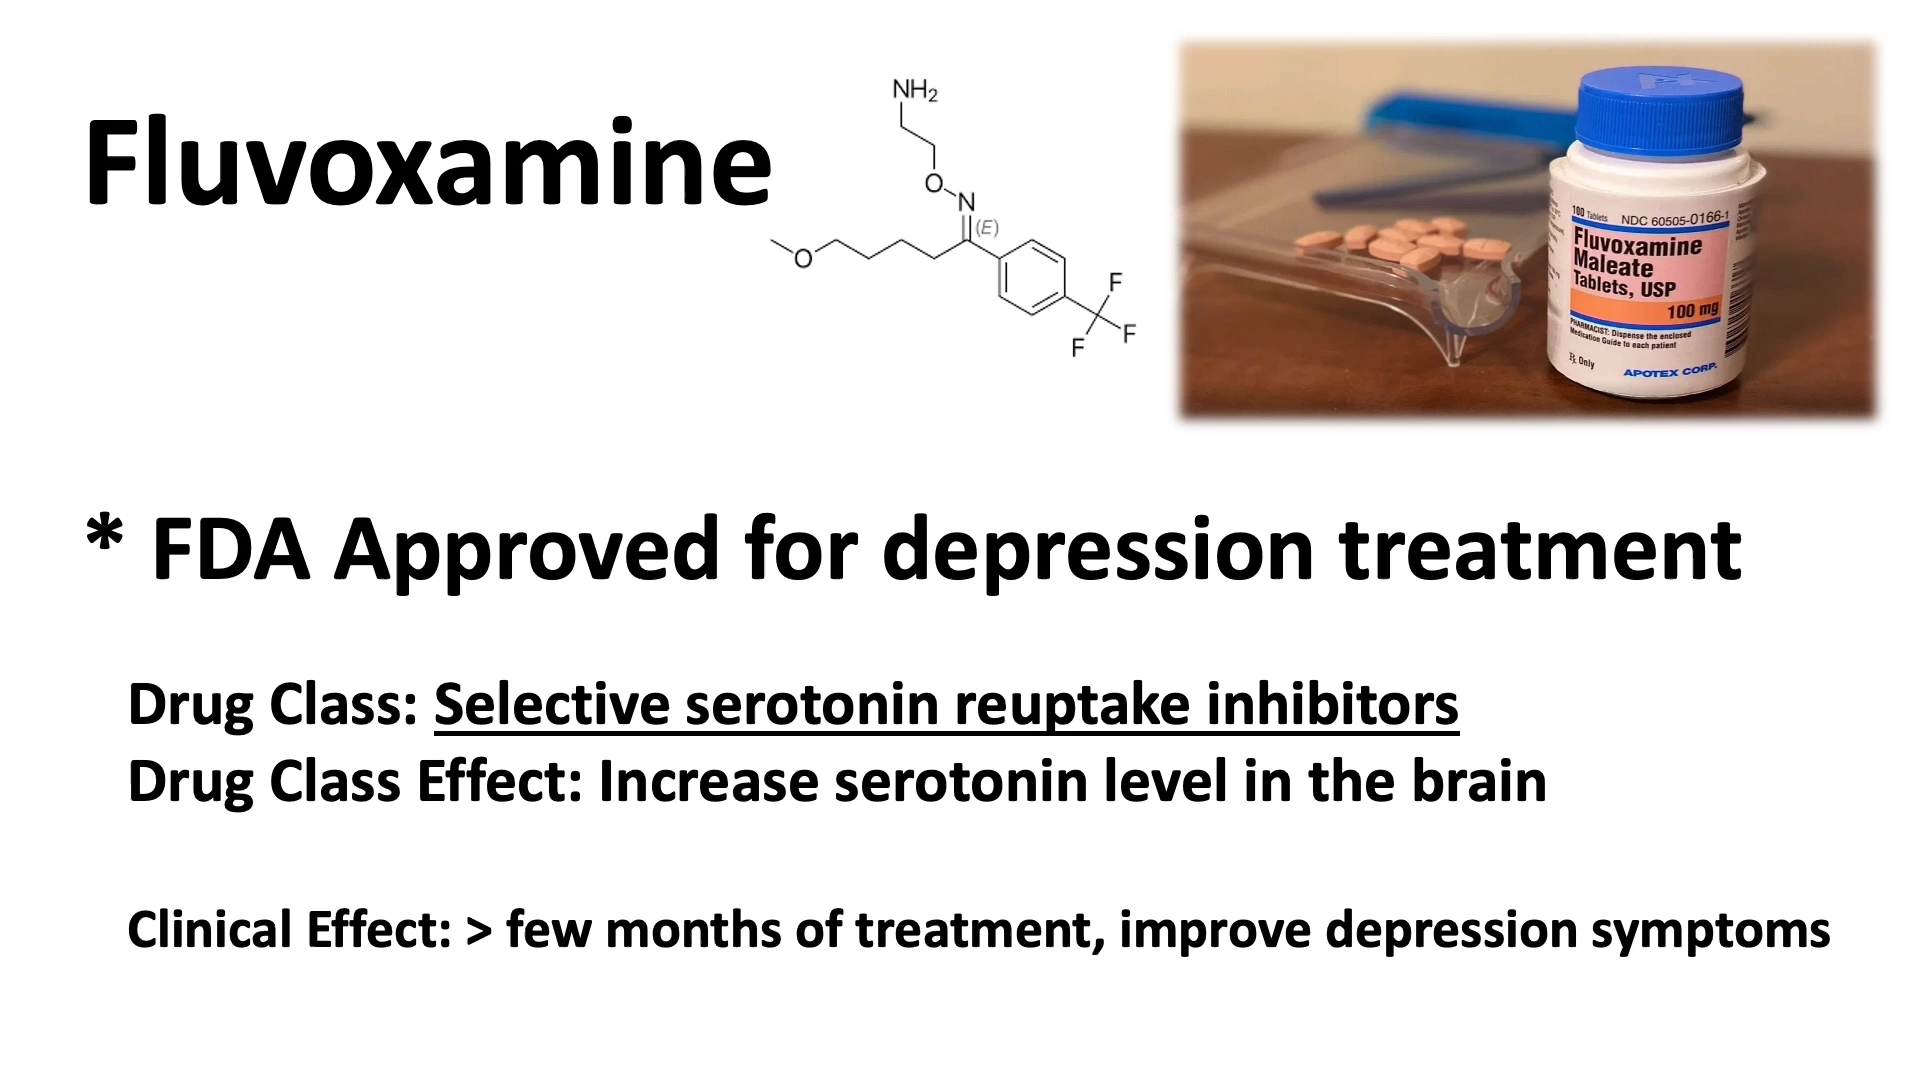 Fluvoxamine
NH2
O
N
(E)
O
F
F
F
100 Tablets NDC 60505-0166-1
Fluvoxamine
Maleate
Tablets, USP
100 mg
PHARMACIST: Dispense the enclosed
Medication Guide to each patient
Rx Only
APOTEX CORP.
* FDA Approved for depression treatment
Drug Class: Selective serotonin reuptake inhibitors
Drug Class Effect: Increase serotonin level in the brain
Clinical Effect: > few months of treatment, improve depression symptoms